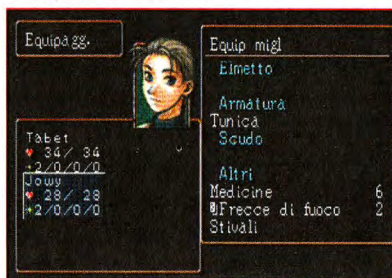 Equipagg.
Tabet
34/ 34
2/0/0/0
Jowy
28/ 28
2/0/0/0
Equip migl
Elmetto
Armatura
Tunica
Scudo
Altri
Medicine 6
Frecce di fuoco 2
Stivali